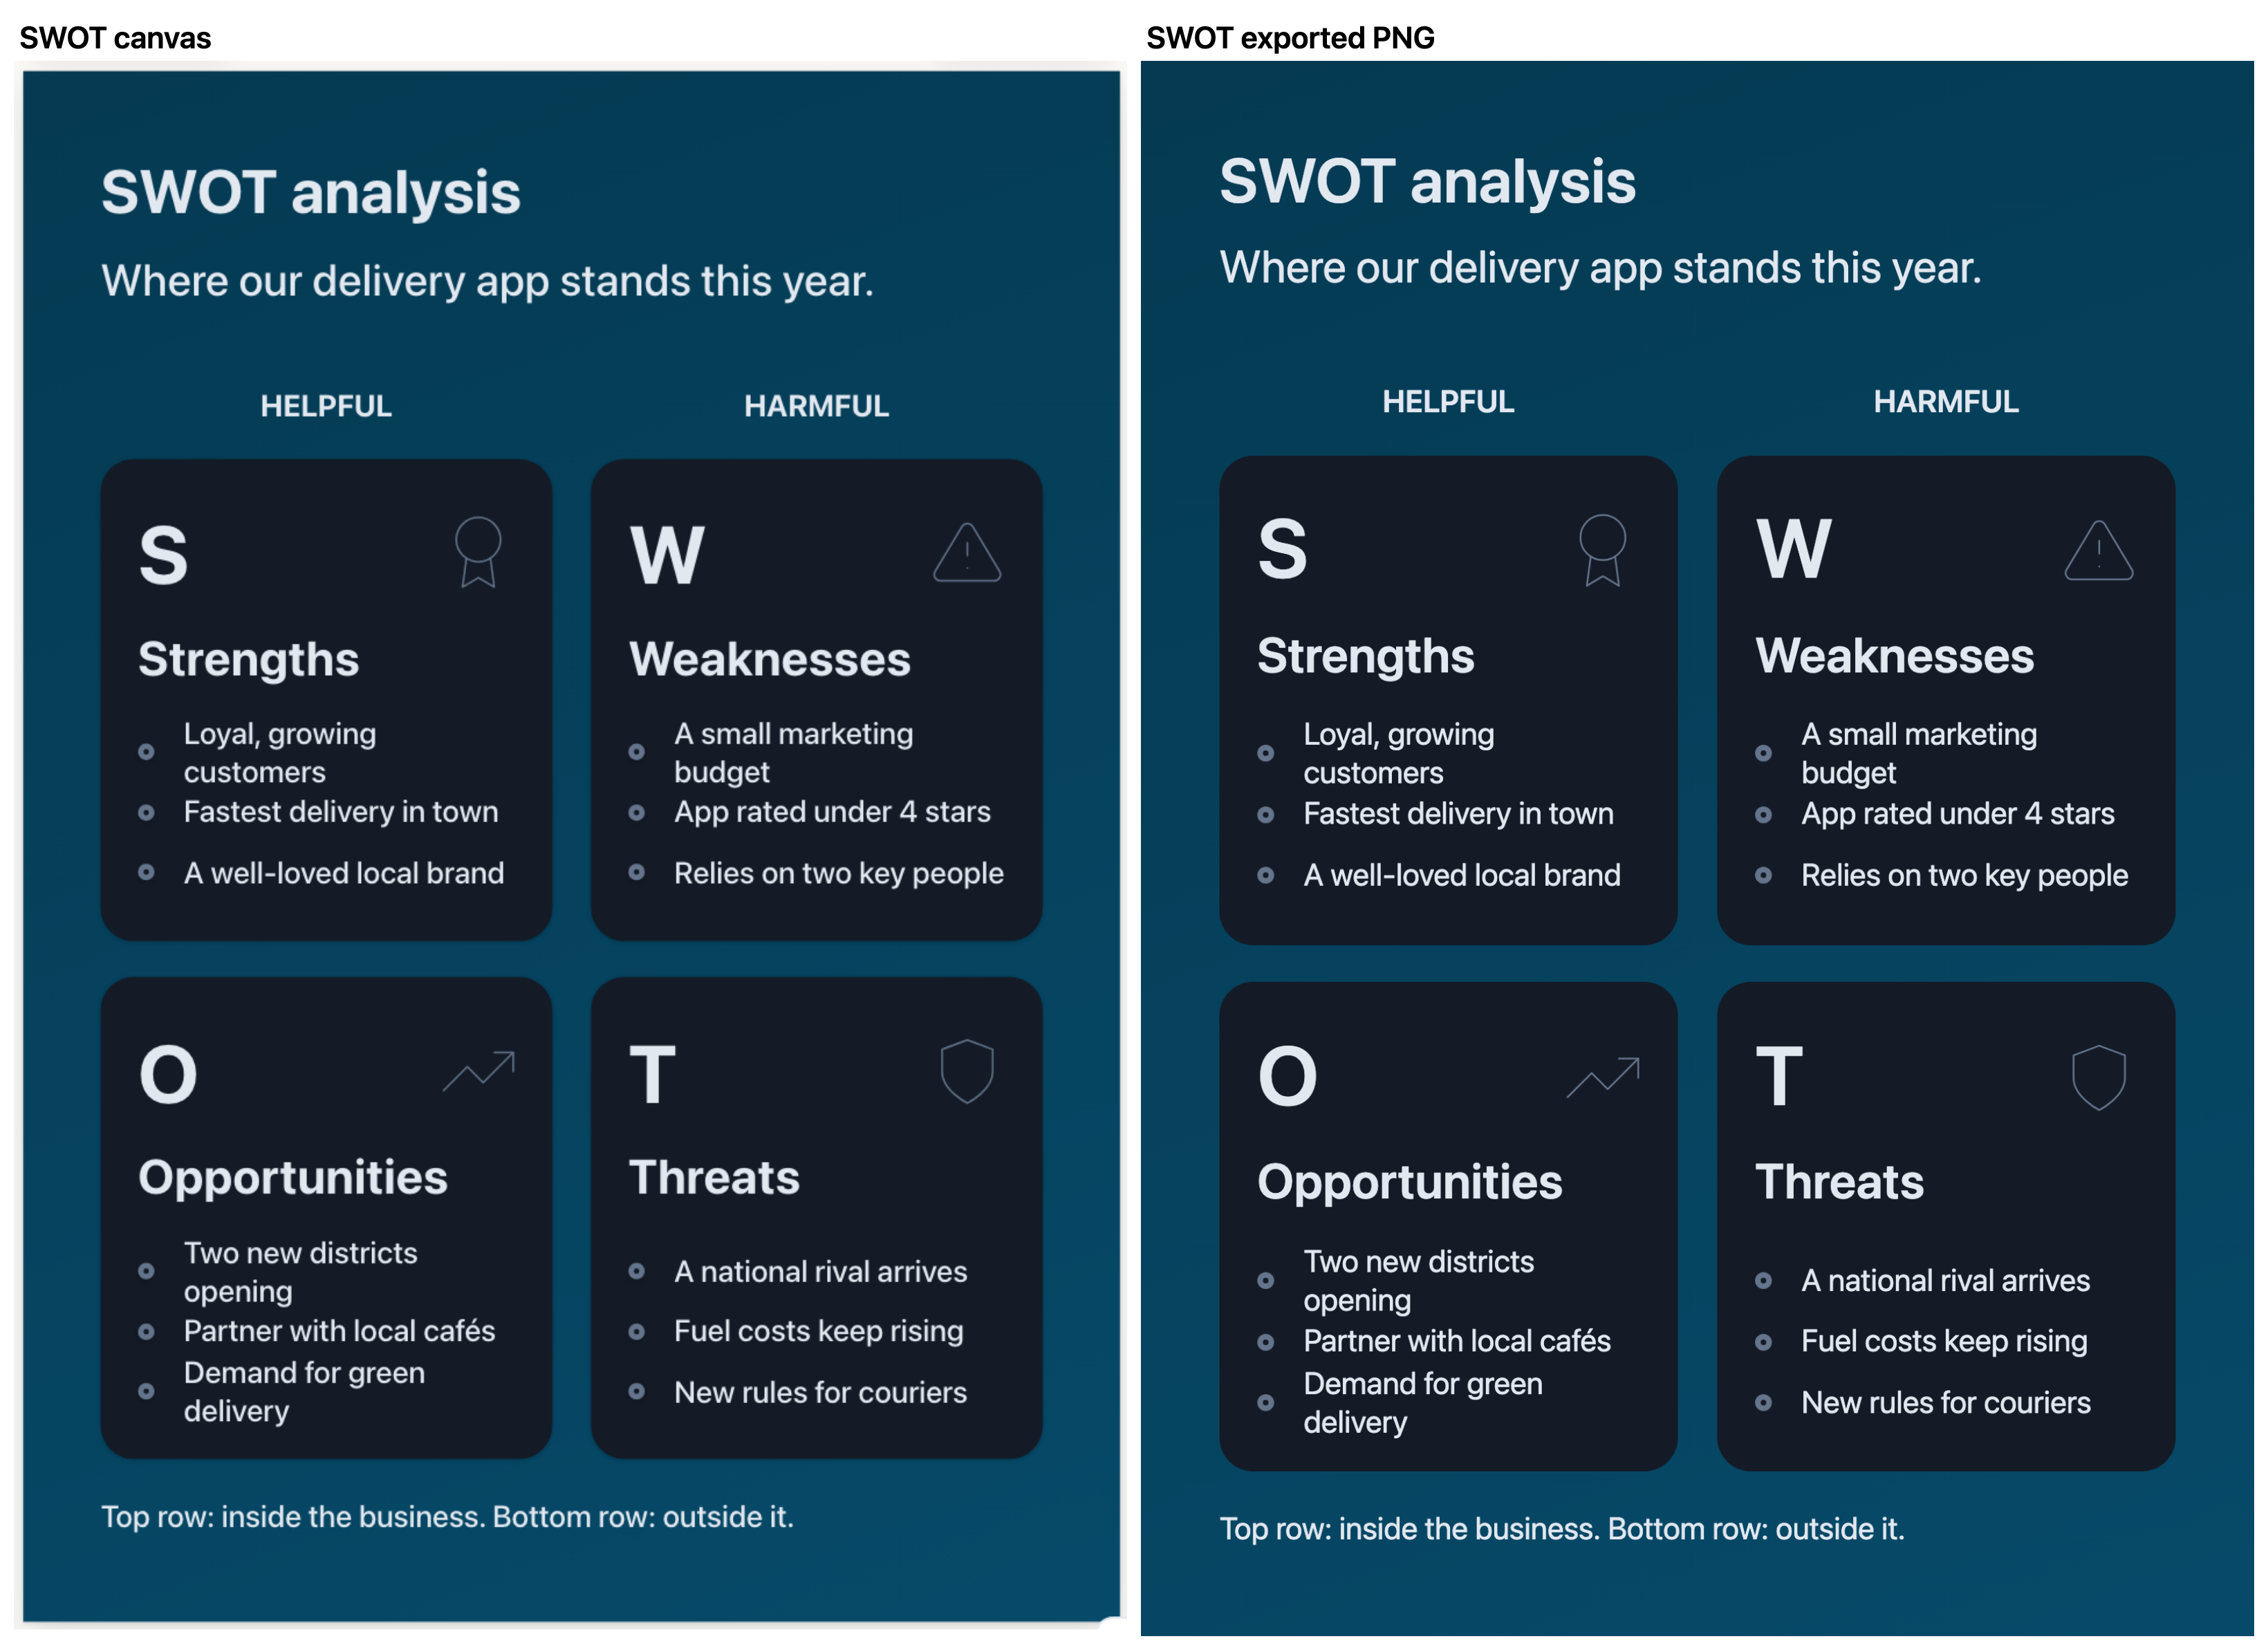 SWOT canvas
SWOT analysis
Where our delivery app stands this year.
HELPFUL
HARMFUL
S
Strengths
Loyal, growing
customers
Fastest delivery in town
A well-loved local brand
W
Weaknesses
A small marketing
budget
App rated under 4 stars
Relies on two key people
O
Opportunities
Two new districts
opening
Partner with local cafés
Demand for green
delivery
T
Threats
A national rival arrives
Fuel costs keep rising
New rules for couriers
Top row: inside the business. Bottom row: outside it.
SWOT exported PNG
SWOT analysis
Where our delivery app stands this year.
HELPFUL
HARMFUL
S
Strengths
Loyal, growing
customers
Fastest delivery in town
A well-loved local brand
W
Weaknesses
A small marketing
budget
App rated under 4 stars
Relies on two key people
O
Opportunities
Two new districts
opening
Partner with local cafés
Demand for green
delivery
T
Threats
A national rival arrives
Fuel costs keep rising
New rules for couriers
Top row: inside the business. Bottom row: outside it.